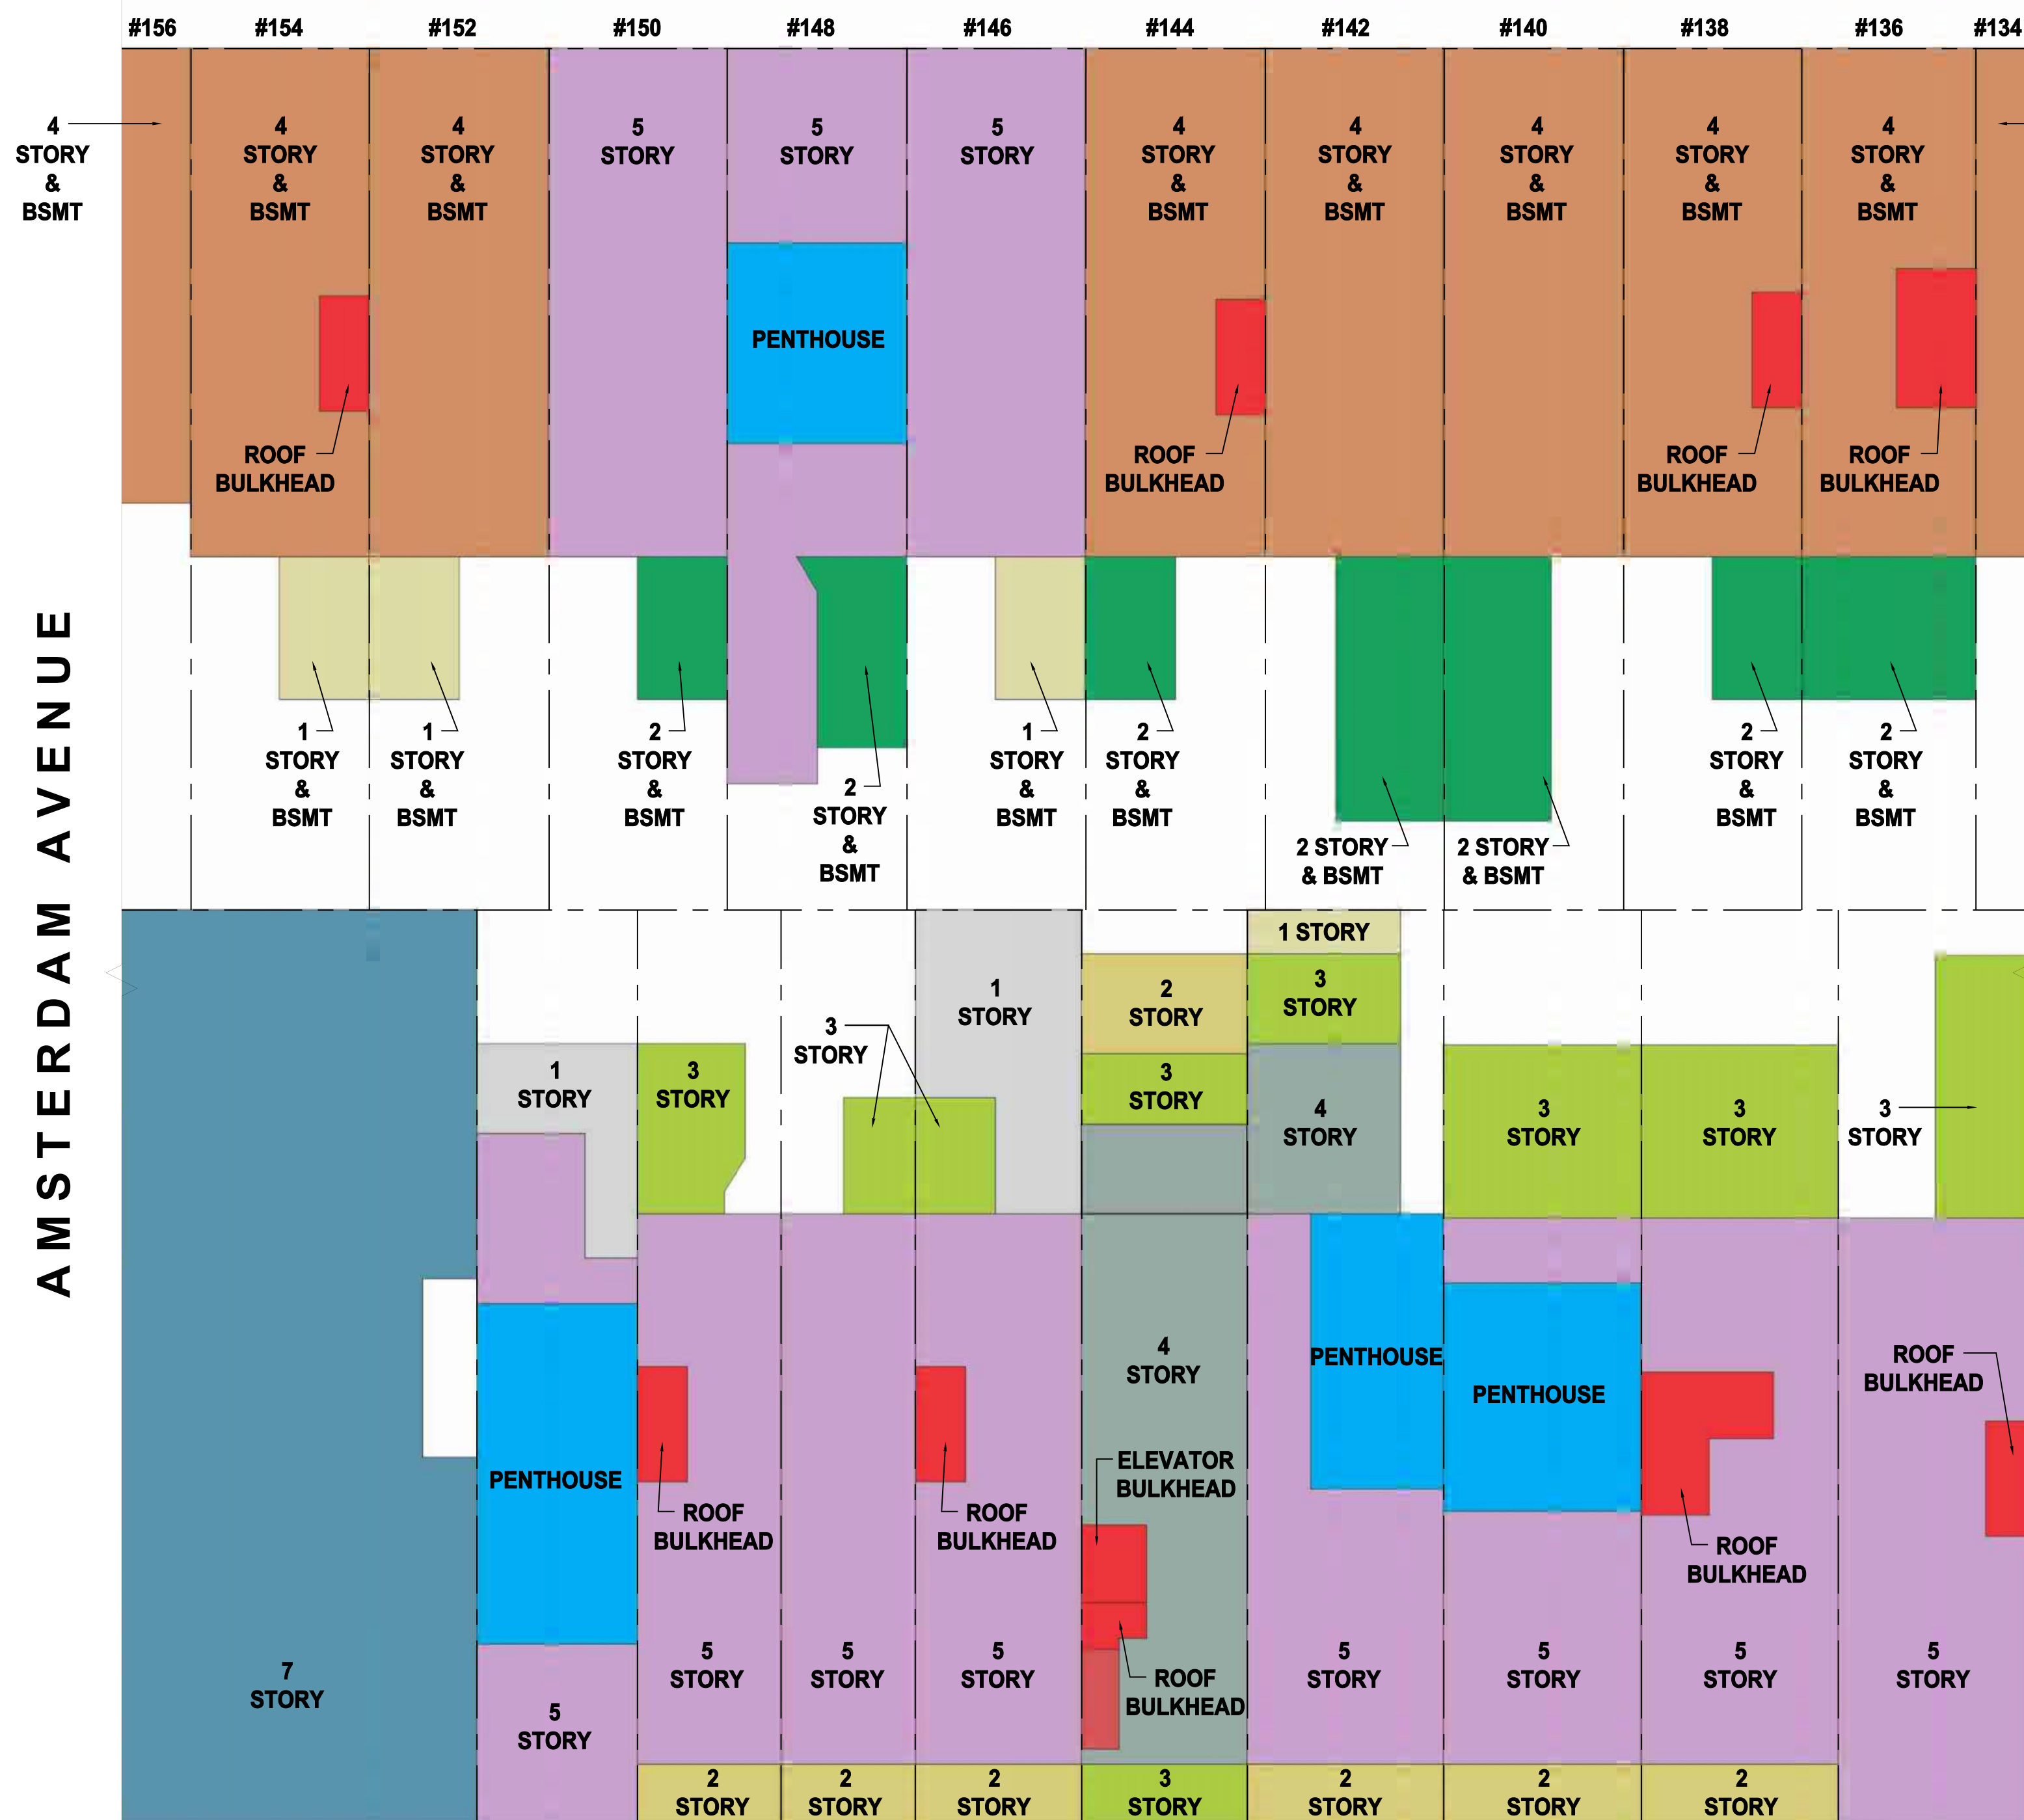 #156
#154
#152
#150
#148
#146
#144
#142
#140
#138
#136
#134
4
STORY
&
BSMT
4
STORY
&
BSMT
4
STORY
&
BSMT
5
STORY
5
STORY
5
STORY
4
STORY
&
BSMT
4
STORY
&
BSMT
4
STORY
&
BSMT
4
STORY
&
BSMT
4
STORY
&
BSMT
PENTHOUSE
ROOF
BULKHEAD
ROOF
BULKHEAD
ROOF
BULKHEAD
ROOF
BULKHEAD
AMSTERDAM AVENUE
1
STORY
&
BSMT
1
STORY
&
BSMT
2
STORY
&
BSMT
2
STORY
&
BSMT
1
STORY
&
BSMT
2
STORY
&
BSMT
2 STORY
& BSMT
2 STORY
& BSMT
2
STORY
&
BSMT
2
STORY
&
BSMT
1 STORY
1
STORY
2
STORY
3
STORY
3
STORY
1
STORY
3
STORY
3
STORY
4
STORY
3
STORY
3
STORY
3
STORY
4
STORY
PENTHOUSE
PENTHOUSE
ROOF
BULKHEAD
PENTHOUSE
ELEVATOR
BULKHEAD
ROOF
BULKHEAD
ROOF
BULKHEAD
ROOF
BULKHEAD
7
STORY
5
STORY
5
STORY
5
STORY
5
STORY
ROOF
BULKHEAD
5
STORY
5
STORY
5
STORY
5
STORY
2
STORY
2
STORY
2
STORY
3
STORY
2
STORY
2
STORY
2
STORY